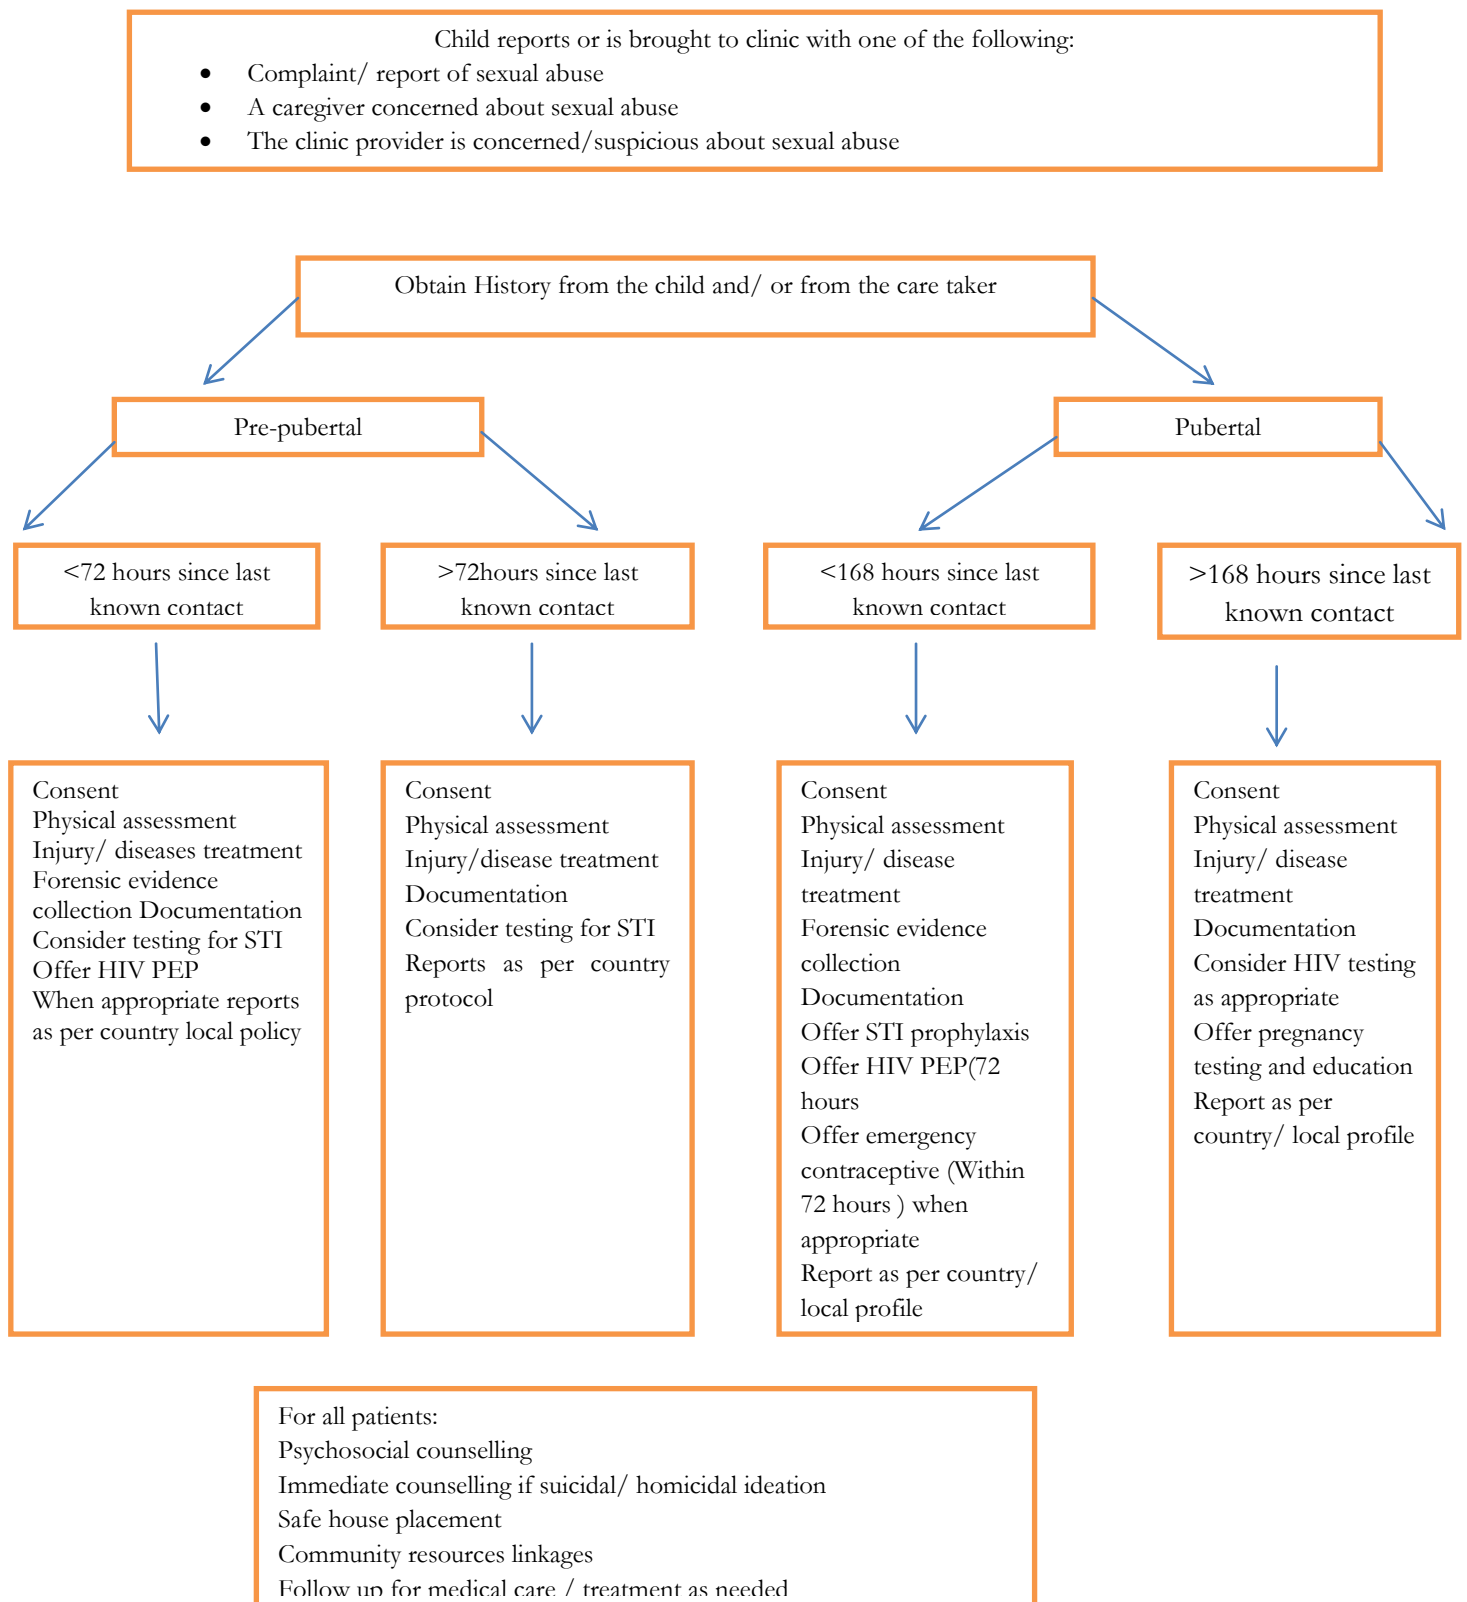 Child reports or is brought to clinic with one of the following:
• Complaint/ report of sexual abuse
• A caregiver concerned about sexual abuse
• The clinic provider is concerned/suspicious about sexual abuse
Obtain History from the child and/ or from the care taker
Pre-pubertal
Pubertal
<72 hours since last
known contact
>72hours since last
known contact
<168 hours since last
known contact
>168 hours since last
known contact
Consent
Physical assessment
Injury/ diseases treatment
Forensic evidence
collection Documentation
Consider testing for STI
Offer HIV PEP
When appropriate reports
as per country local policy
Consent
Physical assessment
Injury/disease treatment
Documentation
Consider testing for STI
Reports as per country
protocol
Consent
Physical assessment
Injury/ disease
treatment
Forensic evidence
collection
Documentation
Offer STI prophylaxis
Offer HIV PEP(72
hours
Offer emergency
contraceptive (Within
72 hours ) when
appropriate
Report as per country/
local profile
Consent
Physical assessment
Injury/ disease
treatment
Documentation
Consider HIV testing
as appropriate
Offer pregnancy
testing and education
Report as per
country/ local profile
For all patients:
Psychosocial counselling
Immediate counselling if suicidal/ homicidal ideation
Safe house placement
Community resources linkages
Follow up for medical care / treatment as needed